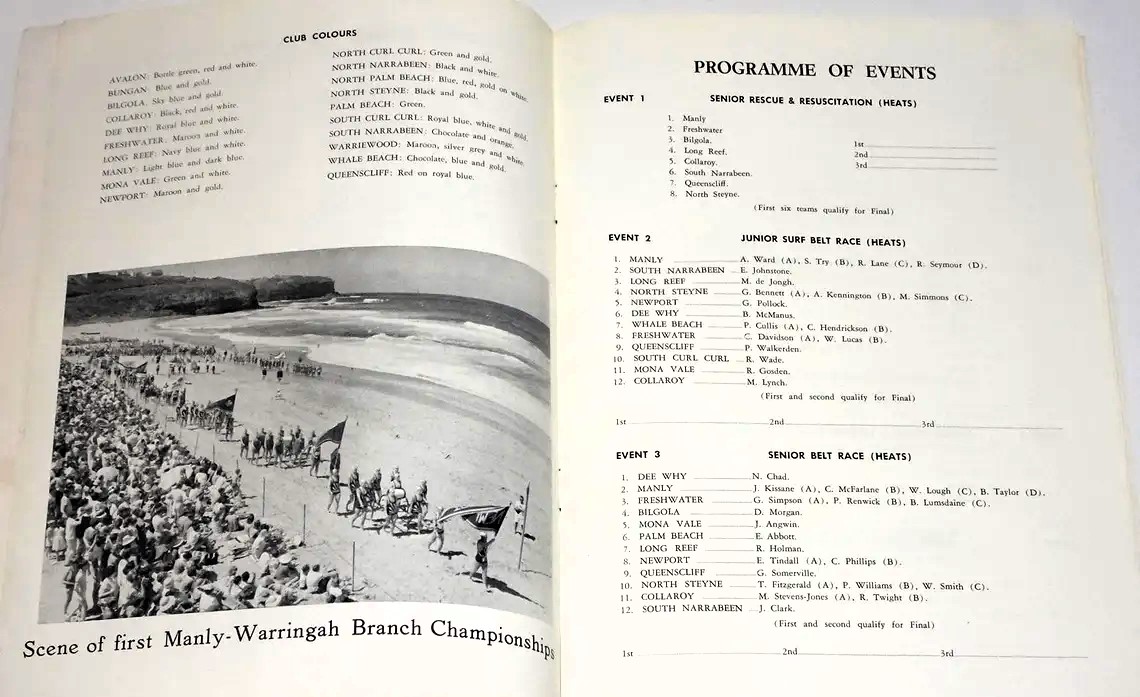 CLUB COLOURS
AVALON: Bottle green, red and white.
BUNGAN: Blue and gold.
BILGOLA: Sky blue and gold.
COLLAROY: Black, red and white.
DEE WHY: Royal blue and white.
FRESHWATER: Maroon and white.
LONG REEF: Navy blue and white.
MANLY: Light blue and dark blue.
MONA VALE: Green and white.
NEWPORT: Maroon and gold.
NORTH CURL CURL: Green and gold.
NORTH NARRABEEN: Black and white.
NORTH PALM BEACH: Blue, red, gold on white.
NORTH STEYNE: Black and gold.
PALM BEACH: Green.
SOUTH CURL CURL: Royal blue, white and gold.
SOUTH NARRABEEN: Chocolate and orange.
WARRIEWOOD: Maroon, silver grey and white.
WHALE BEACH: Chocolate, blue and gold.
QUEENSCLIFF: Red on royal blue.
Scene of first Manly-Warringah Branch Championships
PROGRAMME OF EVENTS
EVENT 1 SENIOR RESCUE & RESUSCITATION (HEATS)
1. Manly
2. Freshwater
3. Bilgola.
4. Long Reef.
5. Collaroy.
6. South Narrabeen.
7. Queenscliff.
8. North Steyne.
1st
2nd
3rd
(First six teams qualify for Final)
EVENT 2 JUNIOR SURF BELT RACE (HEATS)
1. MANLY A. Ward (A), S. Try (B), R. Lane (C), R. Seymour (D).
2. SOUTH NARRABEEN E. Johnstone.
3. LONG REEF M. de Jongh.
4. NORTH STEYNE G. Bennett (A), A. Kennington (B), M. Simmons (C).
5. NEWPORT G. Pollock.
6. DEE WHY B. McManus.
7. WHALE BEACH P. Cullis (A), C. Hendrickson (B).
8. FRESHWATER C. Davidson (A), W. Lucas (B).
9. QUEENSCLIFF P. Walkerden.
10. SOUTH CURL CURL R. Wade.
11. MONA VALE R. Gosden.
12. COLLAROY M. Lynch.
(First and second qualify for Final)
1st 2nd 3rd
EVENT 3 SENIOR BELT RACE (HEATS)
1. DEE WHY N. Chad.
2. MANLY J. Kissane (A), C. McFarlane (B), W. Lough (C), B. Taylor (D).
3. FRESHWATER G. Simpson (A), P. Renwick (B), B. Lumsdaine (C).
4. BILGOLA D. Morgan.
5. MONA VALE J. Angwin.
6. PALM BEACH E. Abbott.
7. LONG REEF R. Holman.
8. NEWPORT E. Tindall (A), C. Phillips (B).
9. QUEENSCLIFF G. Somerville.
10. NORTH STEYNE T. Fitzgerald (A), P. Williams (B), W. Smith (C).
11. COLLAROY M. Stevens-Jones (A), R. Twight (B).
12. SOUTH NARRABEEN J. Clark.
(First and second qualify for Final)
1st 2nd 3rd